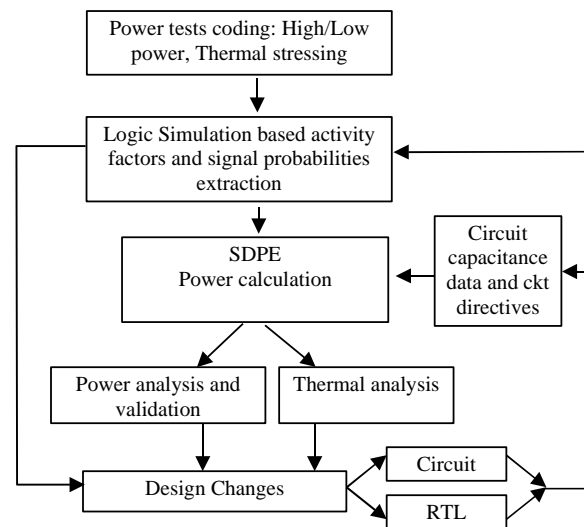 Power tests coding: High/Low
power, Thermal stressing
Logic Simulation based activity
factors and signal probabilities
extraction
SDPE
Power calculation
Circuit
capacitance
data and ckt
directives
Power analysis and
validation
Thermal analysis
Design Changes
Circuit
RTL